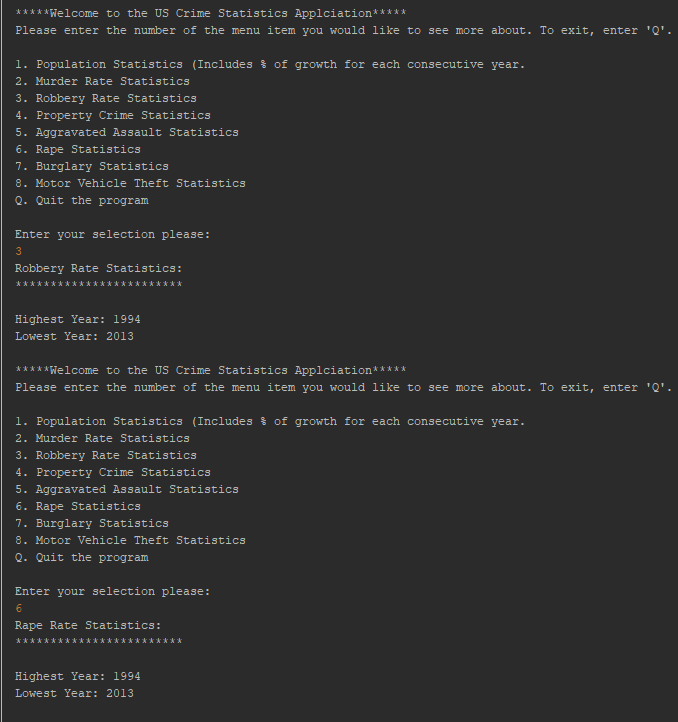 *****Welcome to the US Crime Statistics Applciation*****
Please enter the number of the menu item you would like to see more about. To exit, enter 'Q'.
1. Population Statistics (Includes % of growth for each consecutive year.
2. Murder Rate Statistics
3. Robbery Rate Statistics
4. Property Crime Statistics
5. Aggravated Assault Statistics
6. Rape Statistics
7. Burglary Statistics
8. Motor Vehicle Theft Statistics
Q. Quit the program
Enter your selection please:
3
Robbery Rate Statistics:
************************
Highest Year: 1994
Lowest Year: 2013
*****Welcome to the US Crime Statistics Applciation*****
Please enter the number of the menu item you would like to see more about. To exit, enter 'Q'.
1. Population Statistics (Includes % of growth for each consecutive year.
2. Murder Rate Statistics
3. Robbery Rate Statistics
4. Property Crime Statistics
5. Aggravated Assault Statistics
6. Rape Statistics
7. Burglary Statistics
8. Motor Vehicle Theft Statistics
Q. Quit the program
Enter your selection please:
6
Rape Rate Statistics:
************************
Highest Year: 1994
Lowest Year: 2013